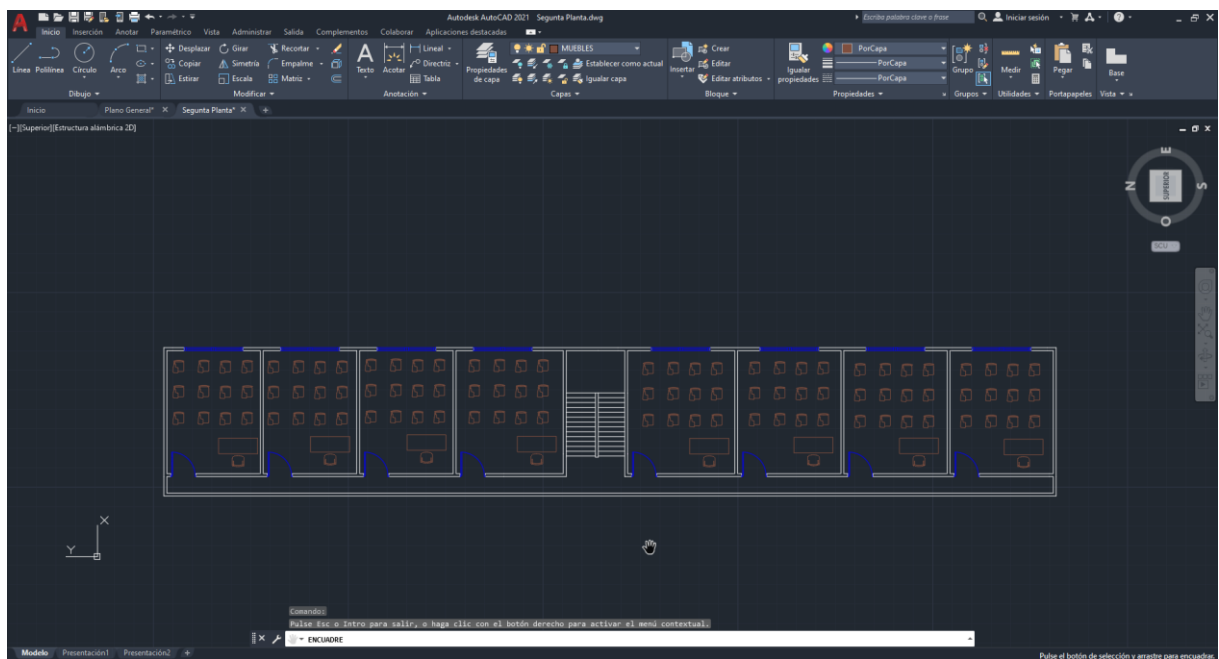 Autodesk AutoCAD 2021 Segunta Planta.dwg
Escriba palabra clave o frase
Iniciar sesión
Inicio Inserción Anotar Paramétrico Vista Administrar Salida Complementos Colaborar Aplicaciones destacadas
Línea Polilínea Círculo Arco
Desplazar Girar Recortar
Copiar Simetría Empalme
Estirar Escala Matriz
Texto Acotar
Lineal
Directriz
Tabla
Propiedades de capa
MUEBLES
Establecer como actual
Igualar capa
Insertar
Crear
Editar
Editar atributos
Igualar propiedades
PorCapa
PorCapa
PorCapa
Grupo
Medir
Pegar
Base
Dibujo Modificar Anotación Capas Bloque Propiedades Grupos Utilidades Portapapeles Vista
Inicio Plano General* Segunta Planta*
[−][Superior][Estructura alámbrica 2D]
E
N SUPERIOR S
O
SCU
X
Y
Comando:
Pulse Esc o Intro para salir, o haga clic con el botón derecho para activar el menú contextual.
ENCUADRE
Modelo Presentación1 Presentación2 +
Pulse el botón de selección y arrastre para encuadrar.